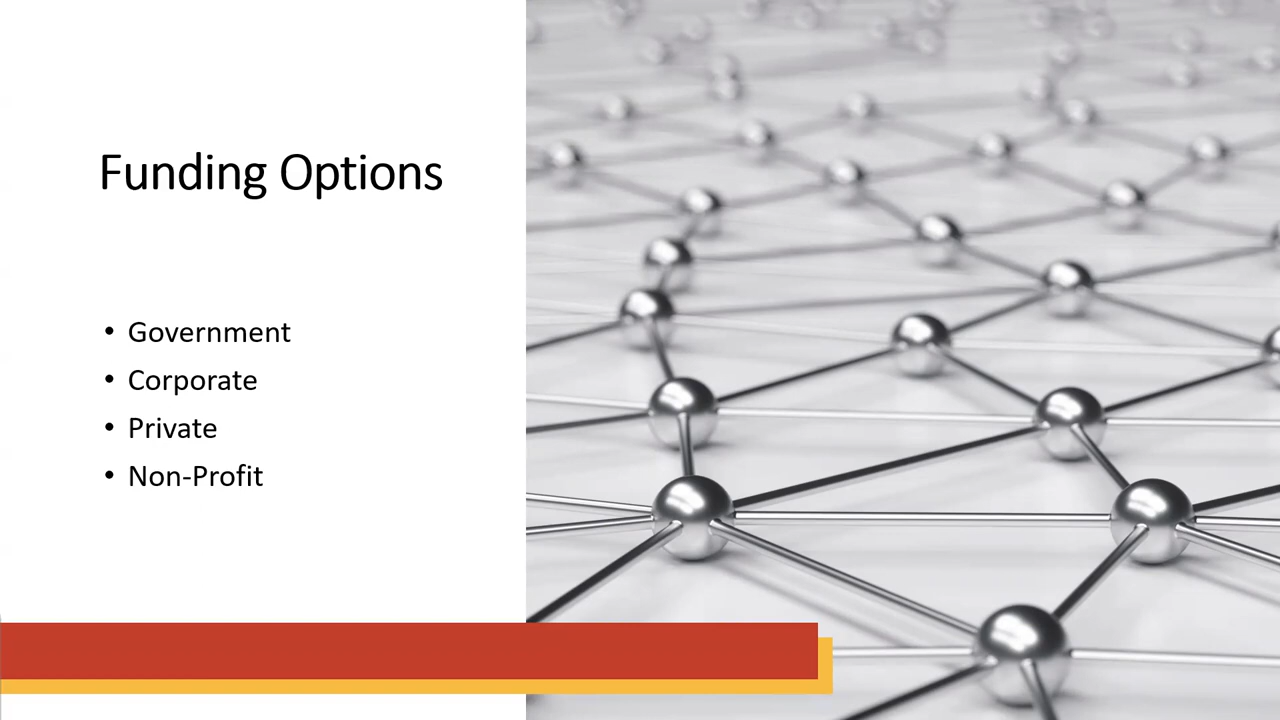 Funding Options
• Government
• Corporate
• Private
• Non-Profit